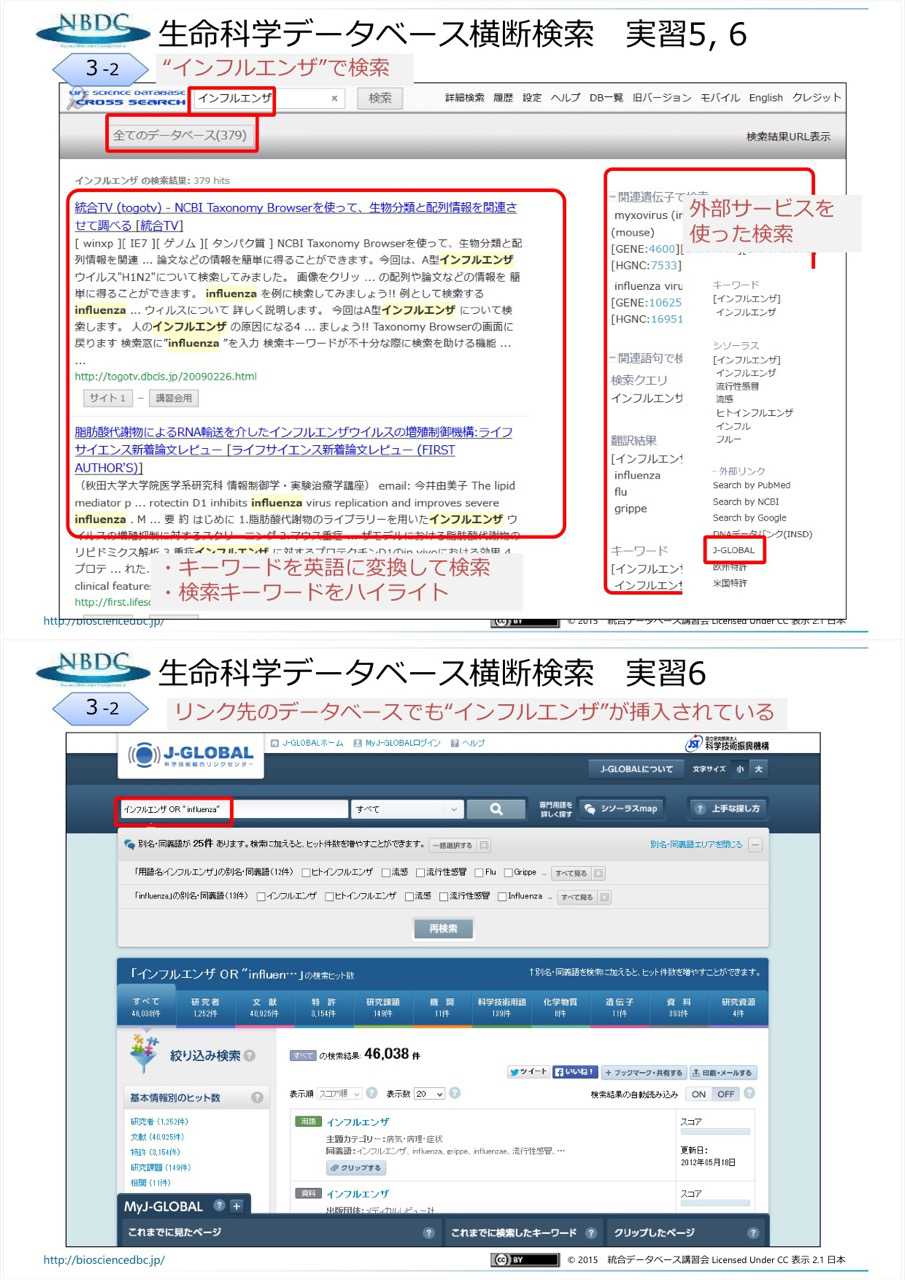 NBDC
生命科学データベース横断検索　実習5, 6
3-2
“インフルエンザ”で検索
LIFE SCIENCE DATABASE
CROSS SEARCH
インフルエンザ
×
検索
詳細検索 履歴 設定 ヘルプ DB一覧 旧バージョン モバイル English クレジット
全てのデータベース(379)
検索結果URL表示
インフルエンザ の検索結果: 379 hits
統合TV (togotv) - NCBI Taxonomy Browserを使って、生物分類と配列情報を関連さ
せて調べる [統合TV]
[ winxp ][ IE7 ][ ゲノム ][ タンパク質 ] NCBI Taxonomy Browserを使って、生物分類と配
列情報を関連 ... 論文などの情報を簡単に得ることができます。今回は、A型インフルエンザ
ウイルス"H1N2"について検索してみました。 画像をクリッ ... の配列や論文などの情報を 簡
単に得ることができます。 influenza を例に検索してみましょう!! 例として検索する
influenza ... ウィルスについて 詳しく説明します。 今回はA型インフルエンザ について検
索します。 人のインフルエンザ の原因になる4 ... ましょう!! Taxonomy Browserの画面に
戻ります 検索窓に"influenza "を入力 検索キーワードが不十分な際に検索を助ける機能 ...
...
http://togotv.dbcls.jp/20090226.html
サイト 1 – 講習会用
脂肪酸代謝物によるRNA輸送を介したインフルエンザウイルスの増殖制御機構:ライフ
サイエンス新着論文レビュー [ライフサイエンス新着論文レビュー (FIRST
AUTHOR'S)]
（秋田大学大学院医学系研究科 情報制御学・実験治療学講座） email: 今井由美子 The lipid
mediator p ... rotectin D1 inhibits influenza virus replication and improves severe
influenza . M ... 要 約 はじめに 1.脂肪酸代謝物のライブラリーを用いたインフルエンザ ウ
イルスの増殖抑制に対するスクリーニング 2.マウス重症 ... ザモデルにおける脂肪酸代謝物の
リピドミクス解析 3.重症インフルエンザ に対するプロテクチンD1のin vivoにおける効果 4.
プロテ ... れた.
clinical feature
http://first.lifesc
・キーワードを英語に変換して検索
・検索キーワードをハイライト
関連遺伝子で検索
myxovirus (in
(mouse)
[GENE:4600]
[HGNC:7533]
influenza viru
[GENE:10625
[HGNC:16951
関連語句で検
検索クエリ
インフルエンザ
翻訳結果
[インフルエンザ
influenza
flu
grippe
キーワード
[インフルエンザ
インフルエンザ
外部サービスを
使った検索
キーワード
[インフルエンザ]
インフルエンザ
シソーラス
[インフルエンザ]
インフルエンザ
流行性感冒
流感
ヒトインフルエンザ
インフル
フルー
外部リンク
Search by PubMed
Search by NCBI
Search by Google
DNAデータバンク(INSD)
J-GLOBAL
欧州特許
米国特許
http://biosciencedbc.jp/
(cc) BY
© 2015　統合データベース講習会 Licensed Under CC 表示 2.1 日本
NBDC
生命科学データベース横断検索　実習6
3-2
リンク先のデータベースでも“インフルエンザ”が挿入されている
J-GLOBAL
科学技術総合リンクセンター
J-GLOBALホーム MyJ-GLOBALログイン ヘルプ
JST 独立行政法人 科学技術振興機構
J-GLOBALについて 文字サイズ 小 大
インフルエンザ OR "influenza"
すべて
専門用語を
詳しく探す
シソーラスmap
上手な探し方
別名・同義語が 25件 あります。検索に加えると、ヒット件数を増やすことができます。 一括選択する
別名・同義語エリアを閉じる
「用語名インフルエンザ」の別名・同義語(12件) ヒトインフルエンザ 流感 流行性感冒 Flu Grippe … すべて見る
「influenza」の別名・同義語(13件) インフルエンザ ヒトインフルエンザ 流感 流行性感冒 Influenza … すべて見る
再検索
「インフルエンザ OR "influen…」の検索ヒット数
↑別名・同義語を検索に加えると、ヒット件数を増やすことができます。
すべて 研究者 文献 特許 研究課題 機関 科学技術用語 化学物質 遺伝子 資料 研究資源
46,038件 1,252件 40,925件 3,154件 149件 11件 139件 8件 11件 393件 4件
絞り込み検索
すべて の検索結果: 46,038 件
ツイート いいね！ + ブックマーク・共有する 印刷・メールする
表示順 スコア順 表示数 20
検索結果の自動読み込み ON OFF
基本情報別のヒット数
研究者 (1,252件)
文献 (40,925件)
特許 (3,154件)
研究課題 (149件)
機関 (11件)
用語 インフルエンザ
主題カテゴリー：病気・病理・症状
同義語：インフルエンザ, influenza, grippe, influenzae, 流行性感冒, …
クリップする
スコア
更新日：
2012年05月18日
資料 インフルエンザ
出版団体：メディカルレビュー社
スコア
MyJ-GLOBAL
これまでに見たページ
これまでに検索したキーワード
クリップしたページ
http://biosciencedbc.jp/
(cc) BY
© 2015　統合データベース講習会 Licensed Under CC 表示 2.1 日本